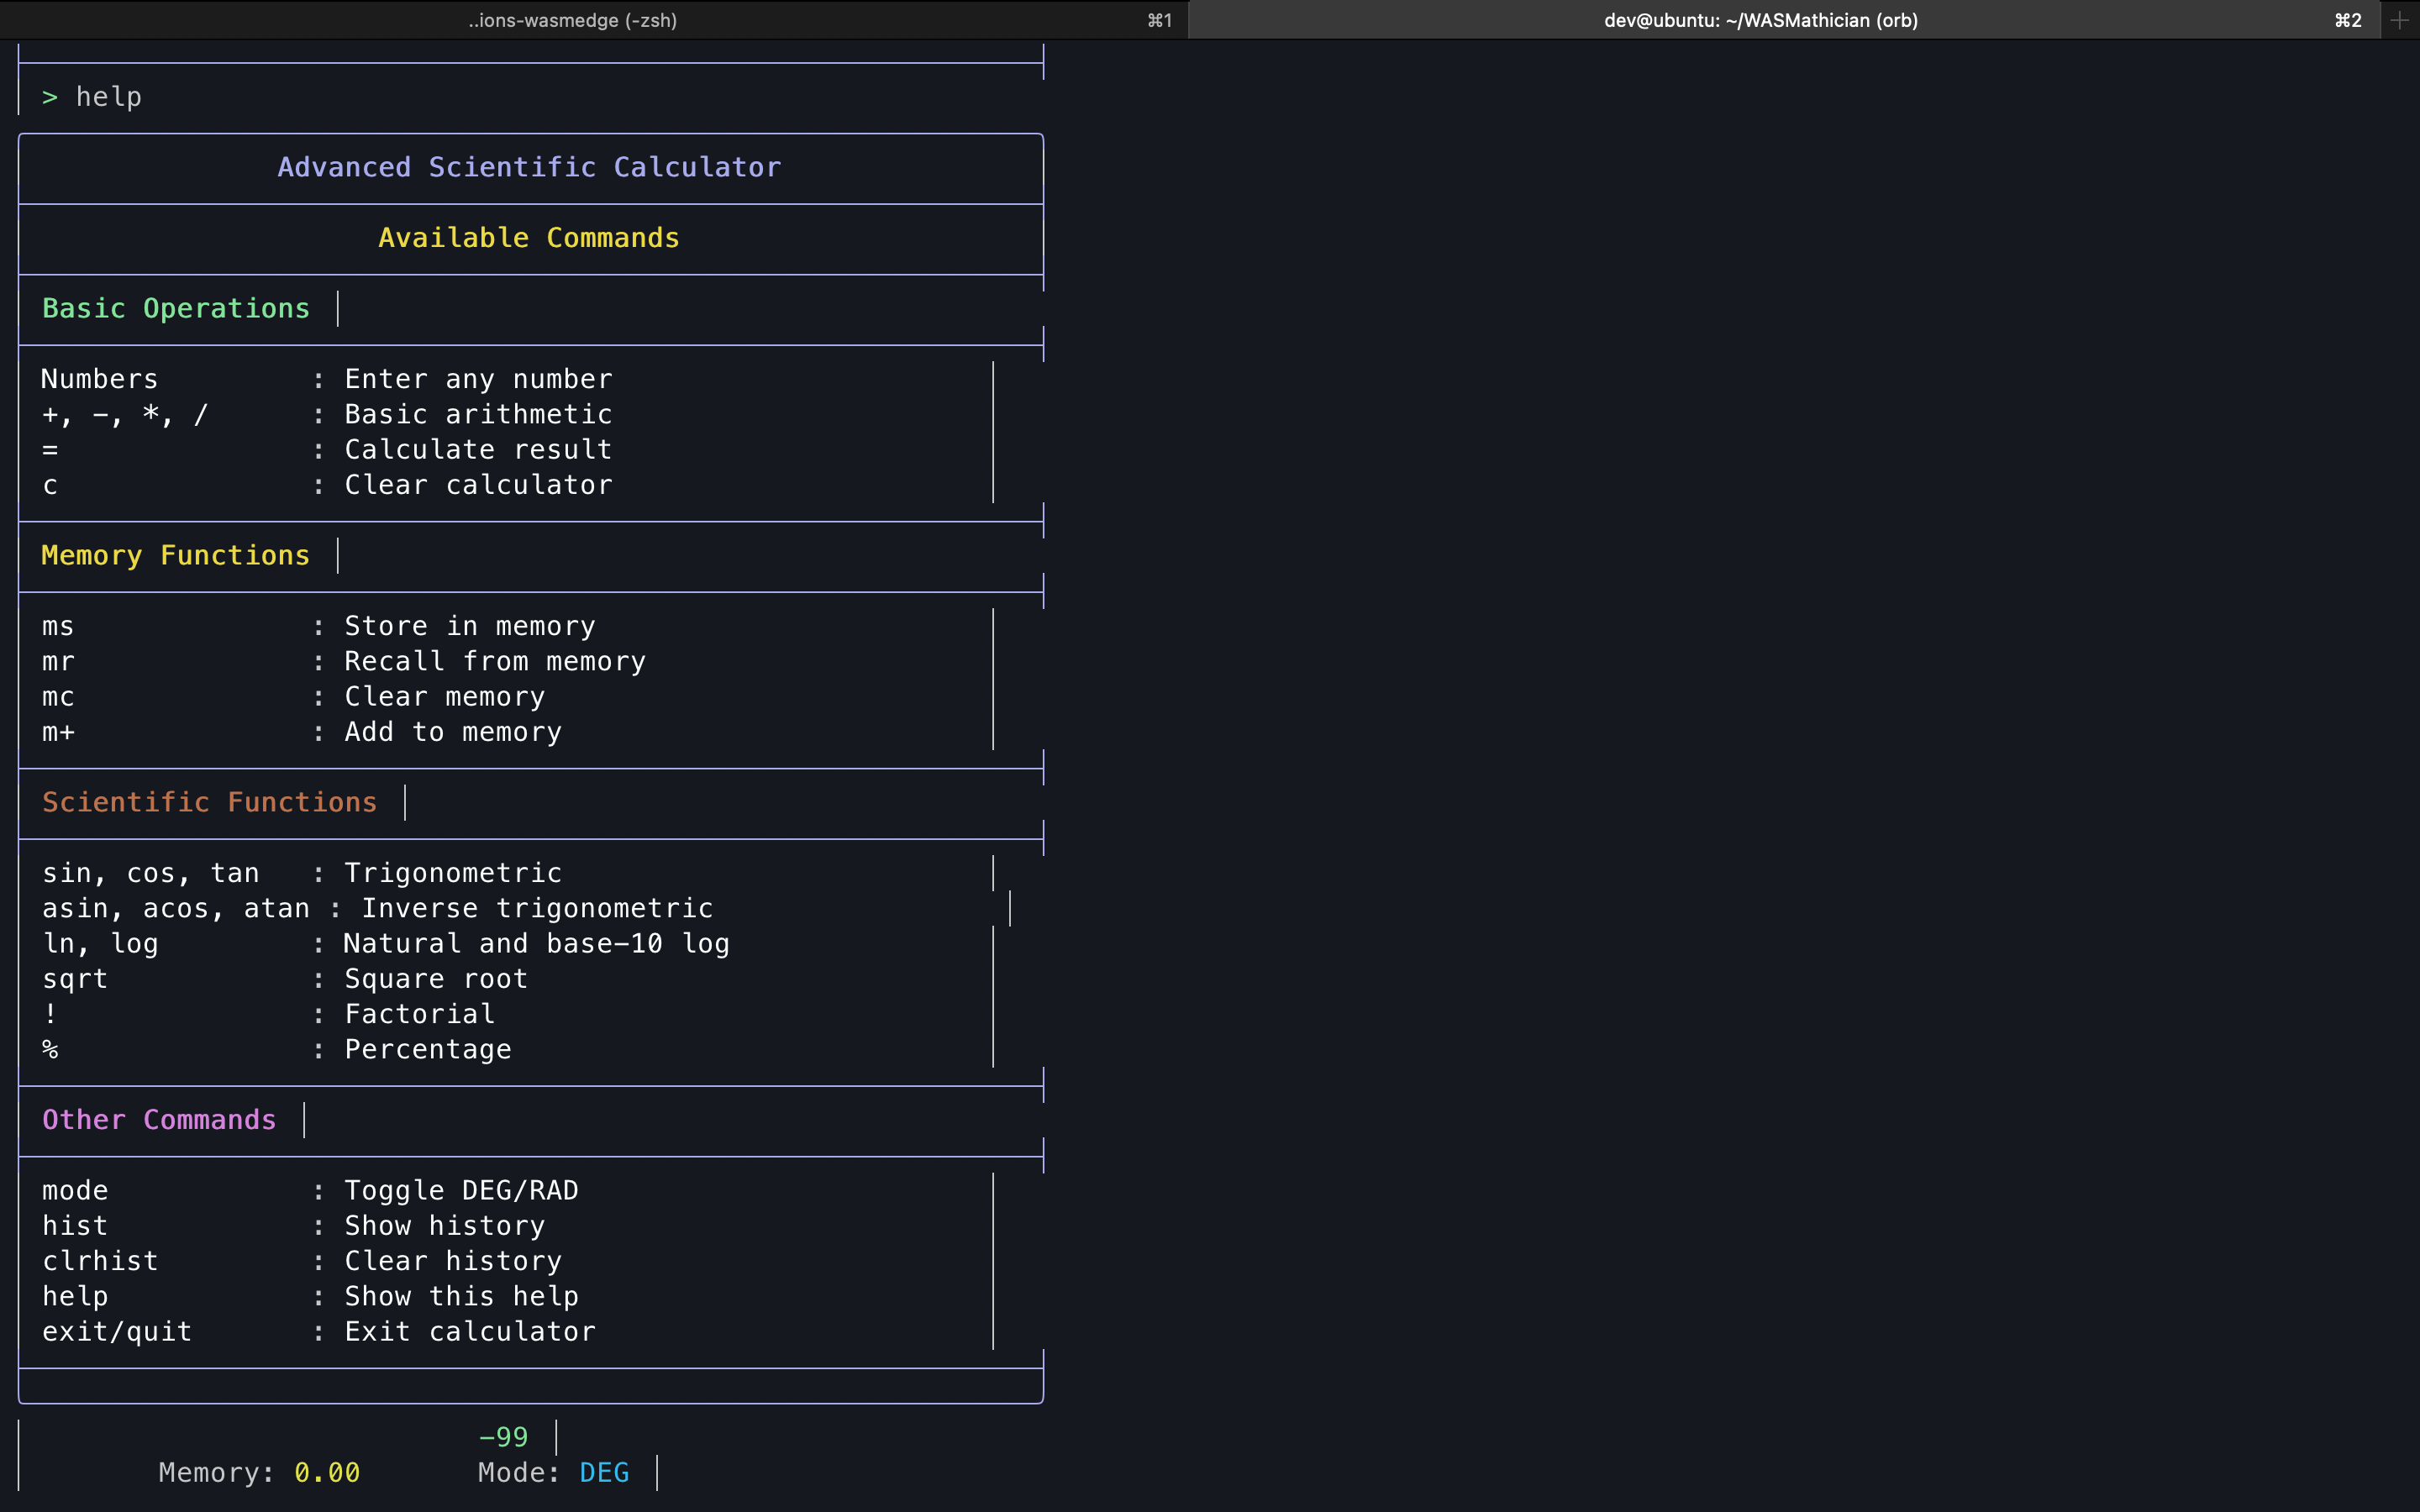 ..ions-wasmedge (-zsh) ⌘1 dev@ubuntu: ~/WASMathician (orb) ⌘2 +
> help
Advanced Scientific Calculator
Available Commands
Basic Operations
Numbers : Enter any number
+, -, *, / : Basic arithmetic
= : Calculate result
c : Clear calculator
Memory Functions
ms : Store in memory
mr : Recall from memory
mc : Clear memory
m+ : Add to memory
Scientific Functions
sin, cos, tan : Trigonometric
asin, acos, atan : Inverse trigonometric
ln, log : Natural and base-10 log
sqrt : Square root
! : Factorial
% : Percentage
Other Commands
mode : Toggle DEG/RAD
hist : Show history
clrhist : Clear history
help : Show this help
exit/quit : Exit calculator
-99
Memory: 0.00 Mode: DEG